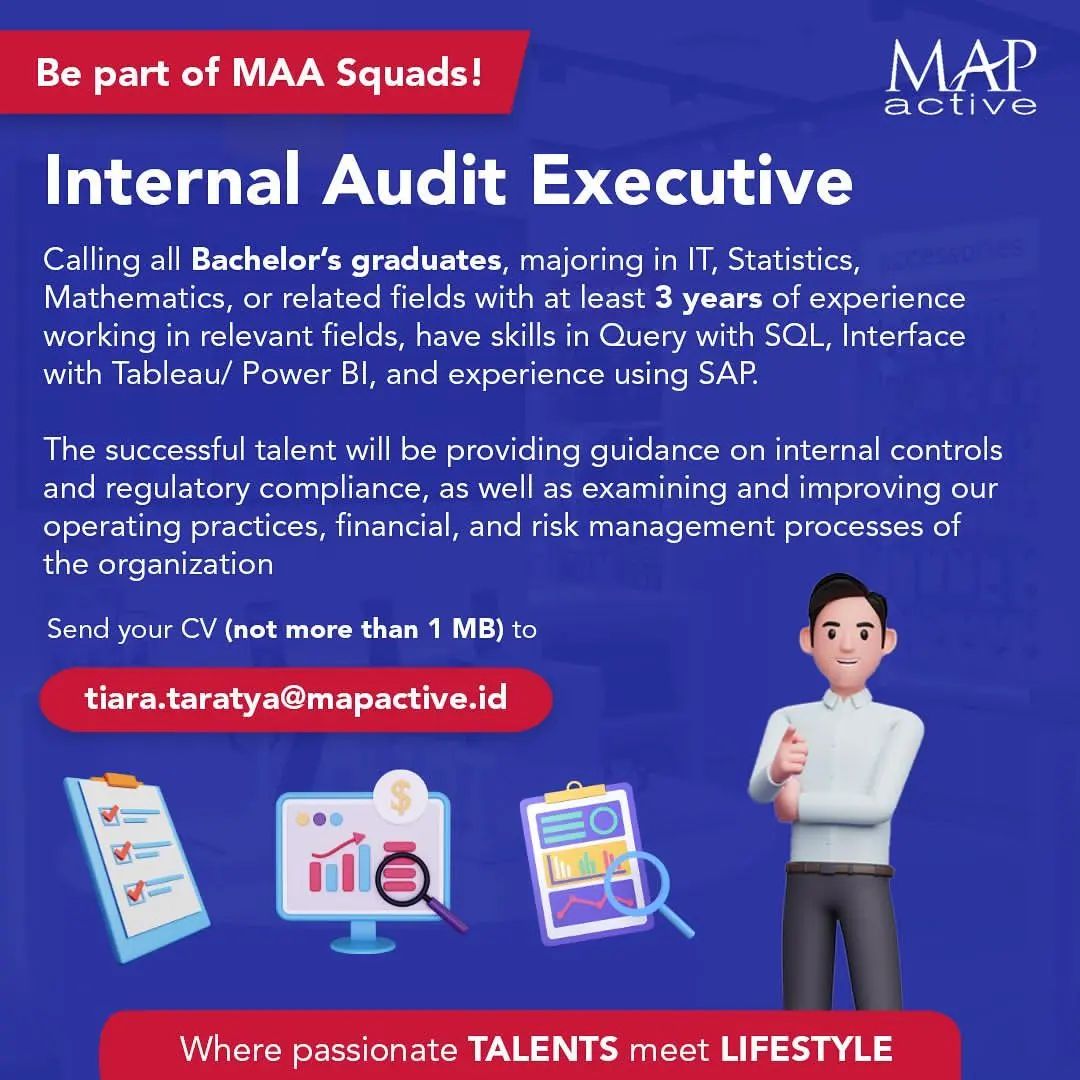 Be part of MAA Squads!
MAP
active
Internal Audit Executive
Calling all Bachelor's graduates, majoring in IT, Statistics,
Mathematics, or related fields with at least 3 years of experience
working in relevant fields, have skills in Query with SQL, Interface
with Tableau/ Power BI, and experience using SAP.
The successful talent will be providing guidance on internal controls
and regulatory compliance, as well as examining and improving our
operating practices, financial, and risk management processes of
the organization
Send your CV (not more than 1 MB) to
tiara.taratya@mapactive.id
$
Where passionate TALENTS meet LIFESTYLE
accessories